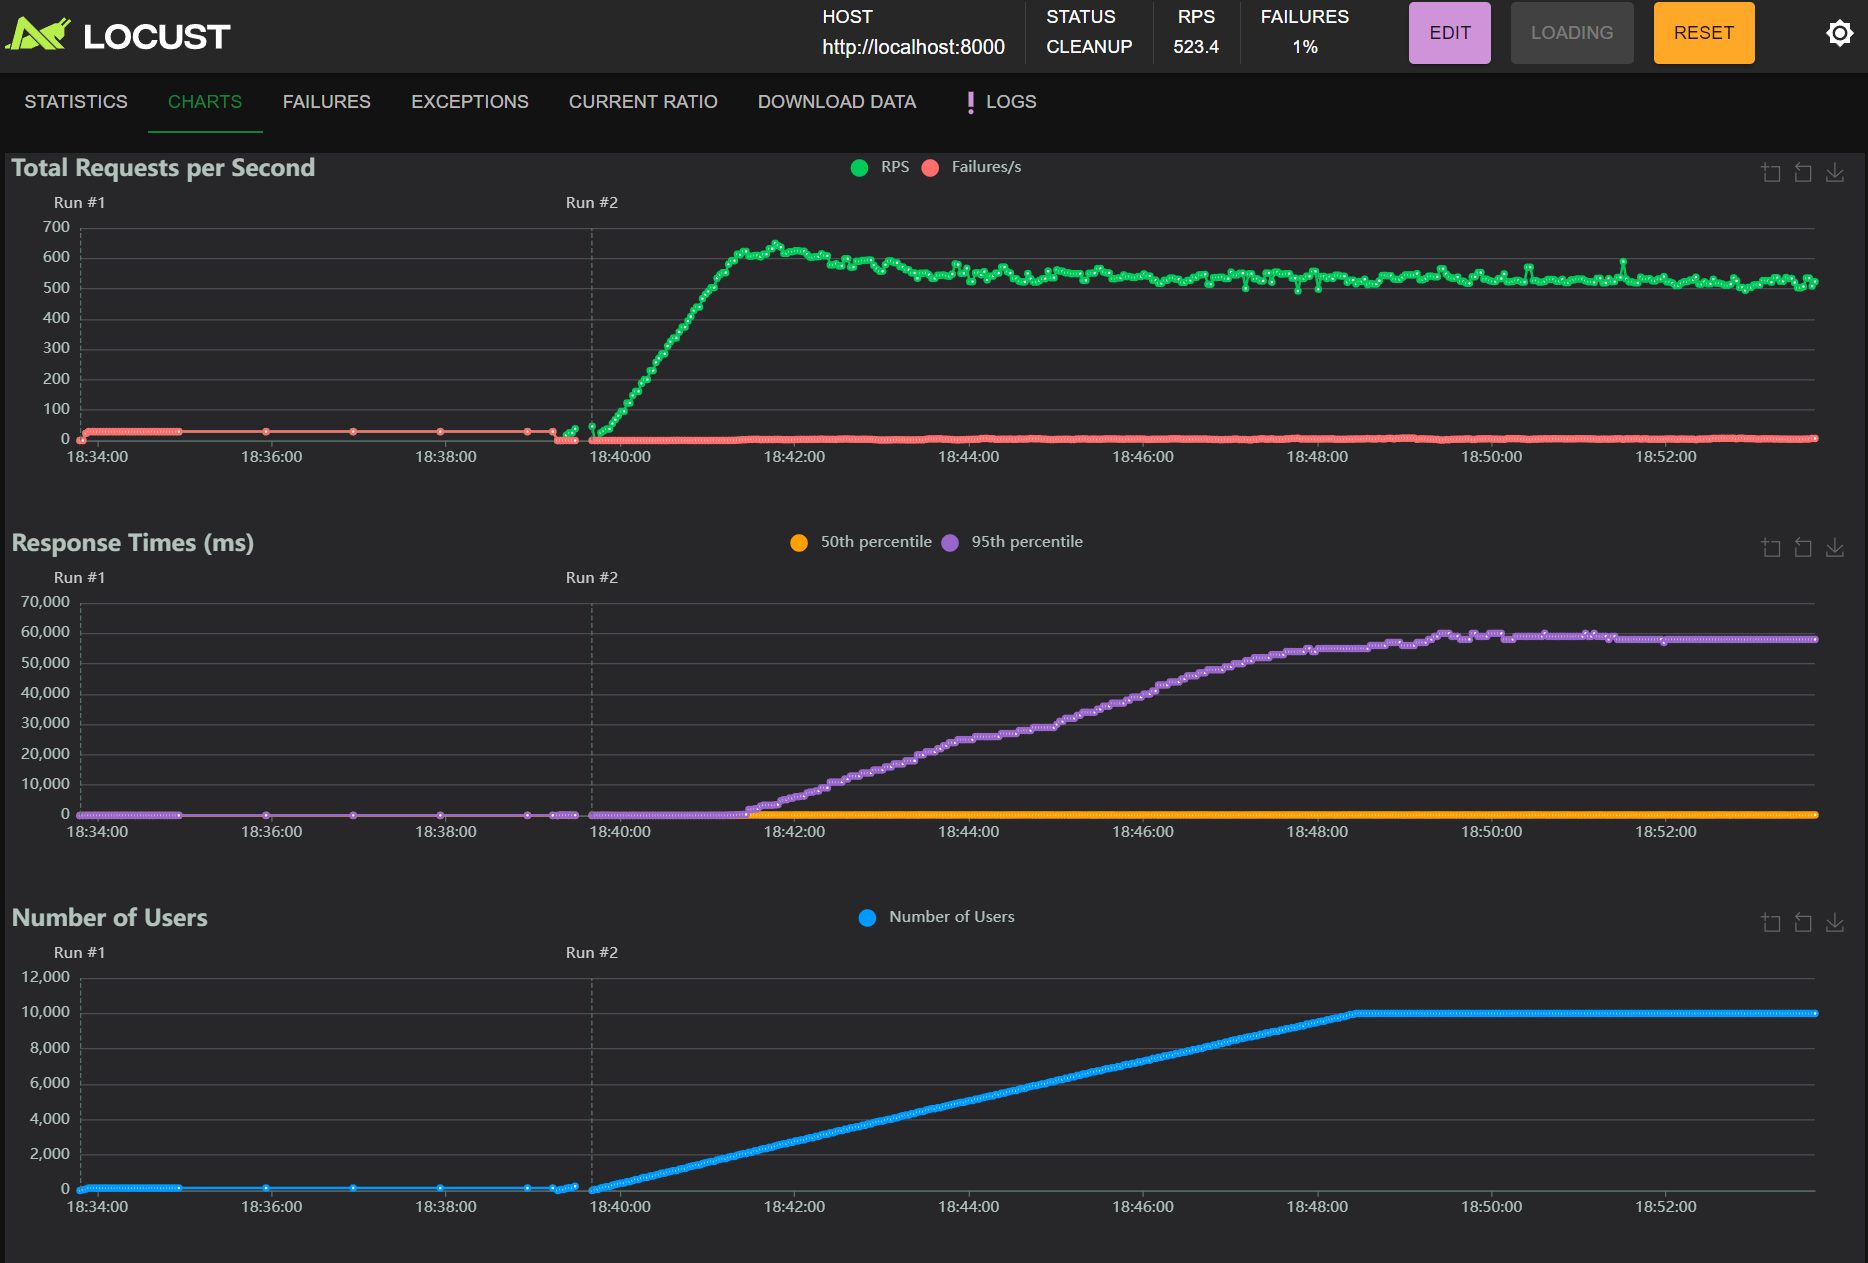 LOCUST
HOST
http://localhost:8000
STATUS
CLEANUP
RPS
523.4
FAILURES
1%
EDIT
LOADING
RESET
STATISTICS
CHARTS
FAILURES
EXCEPTIONS
CURRENT RATIO
DOWNLOAD DATA
LOGS
Total Requests per Second
RPS
Failures/s
Run #1
Run #2
700
600
500
400
300
200
100
0
18:34:00
18:36:00
18:38:00
18:40:00
18:42:00
18:44:00
18:46:00
18:48:00
18:50:00
18:52:00
Response Times (ms)
50th percentile
95th percentile
Run #1
Run #2
70,000
60,000
50,000
40,000
30,000
20,000
10,000
0
18:34:00
18:36:00
18:38:00
18:40:00
18:42:00
18:44:00
18:46:00
18:48:00
18:50:00
18:52:00
Number of Users
Number of Users
Run #1
Run #2
12,000
10,000
8,000
6,000
4,000
2,000
0
18:34:00
18:36:00
18:38:00
18:40:00
18:42:00
18:44:00
18:46:00
18:48:00
18:50:00
18:52:00